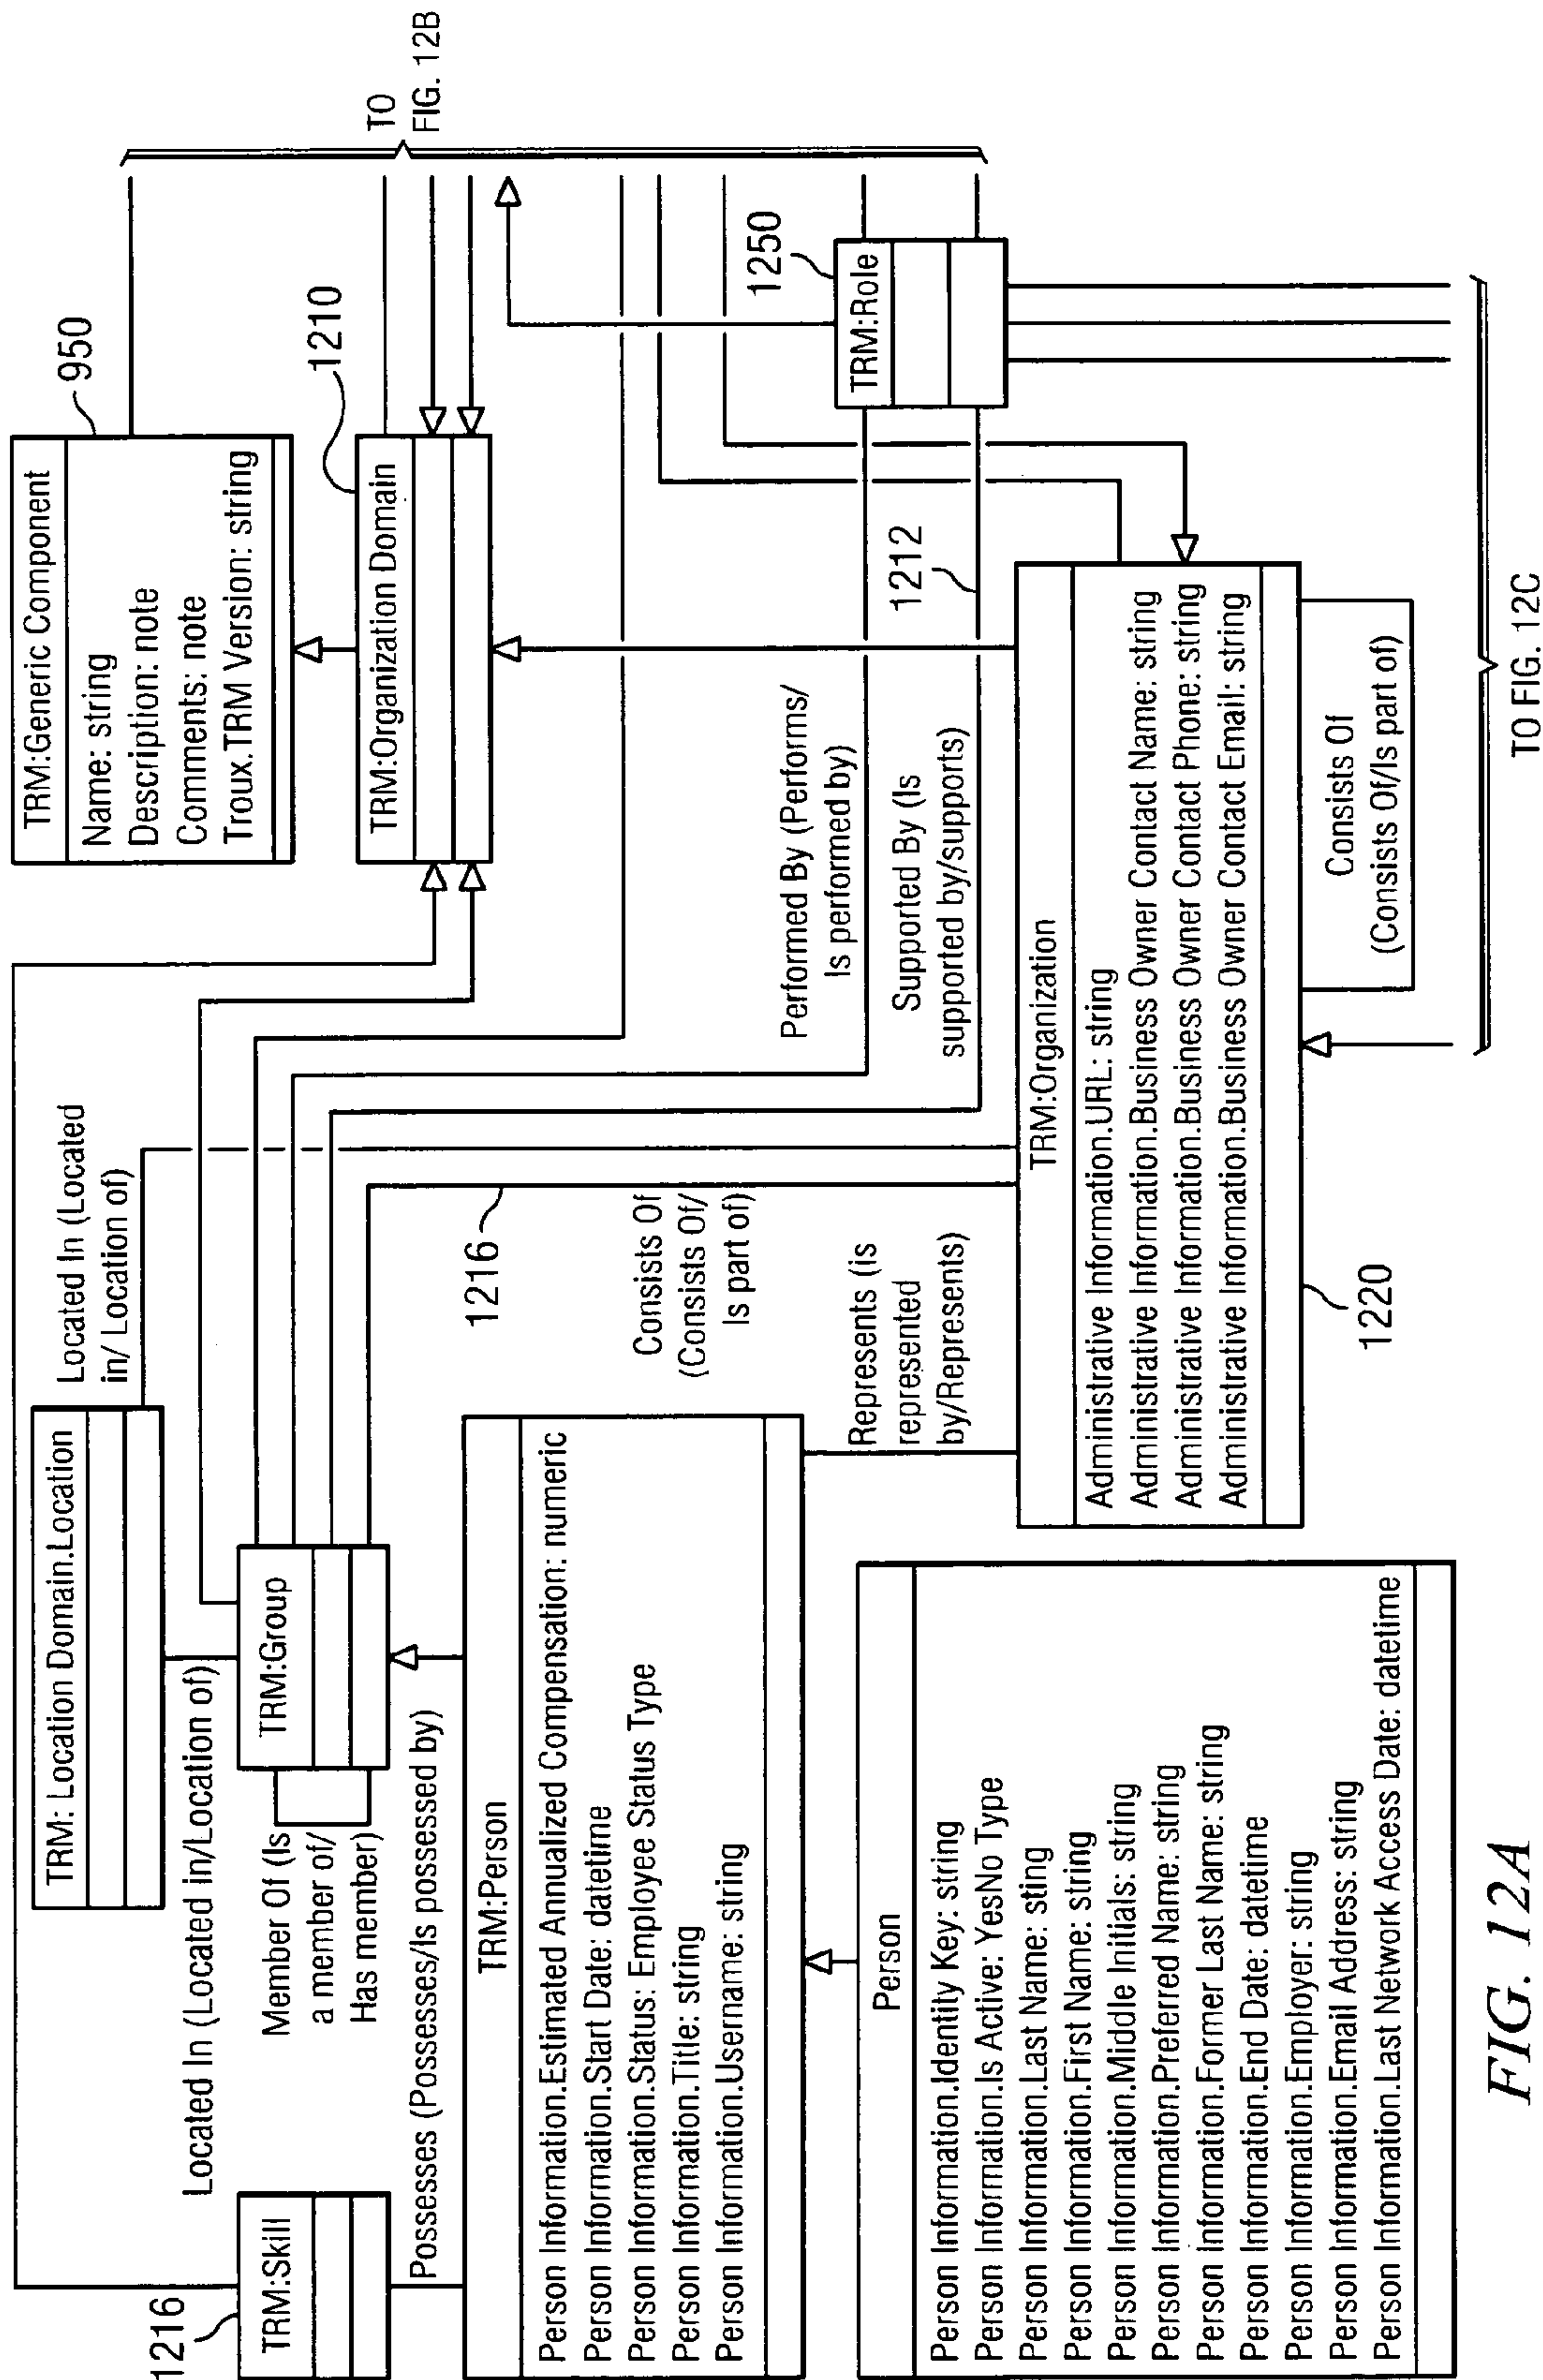 TRM:Generic Component
Name: string
Description: note
Comments: note
Troux.TRM Version: string
950
TRM:Organization Domain
1210
TO
FIG. 12B
TRM: Location Domain.Location
Located In (Located
in/ Location of)
Located In (Located in/Location of)
TRM:Skill
1216
TRM:Group
Member Of (Is
a member of/
Has member)
Possesses (Possesses/Is possessed by)
1216
Consists Of
(Consists Of/
Is part of)
Performed By (Performs/
Is performed by)
Supported By (Is
supported by/supports)
1212
TRM:Role
1250
TRM:Person
Person Information.Estimated Annualized Compensation: numeric
Person Information.Start Date: datetime
Person Information.Status: Employee Status Type
Person Information.Title: string
Person Information.Username: string
Represents (is
represented
by/Represents)
TRM:Organization
Administrative Information.URL: string
Administrative Information.Business Owner Contact Name: string
Administrative Information.Business Owner Contact Phone: string
Administrative Information.Business Owner Contact Email: string
1220
Consists Of
(Consists Of/Is part of)
Person
Person Information.Identity Key: string
Person Information.Is Active: YesNo Type
Person Information.Last Name: sting
Person Information.First Name: string
Person Information.Middle Initials: string
Person Information.Preferred Name: string
Person Information.Former Last Name: string
Person Information.End Date: datetime
Person Information.Employer: string
Person Information.Email Address: string
Person Information.Last Network Access Date: datetime
TO FIG. 12C
FIG. 12A